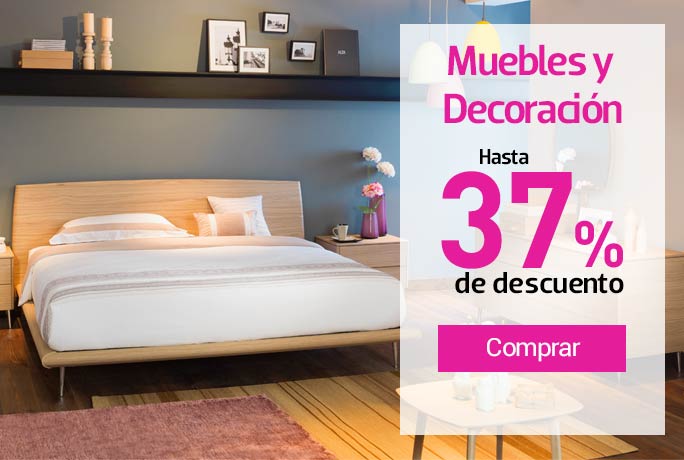 Muebles y
Decoración
Hasta
37%
de descuento
Comprar